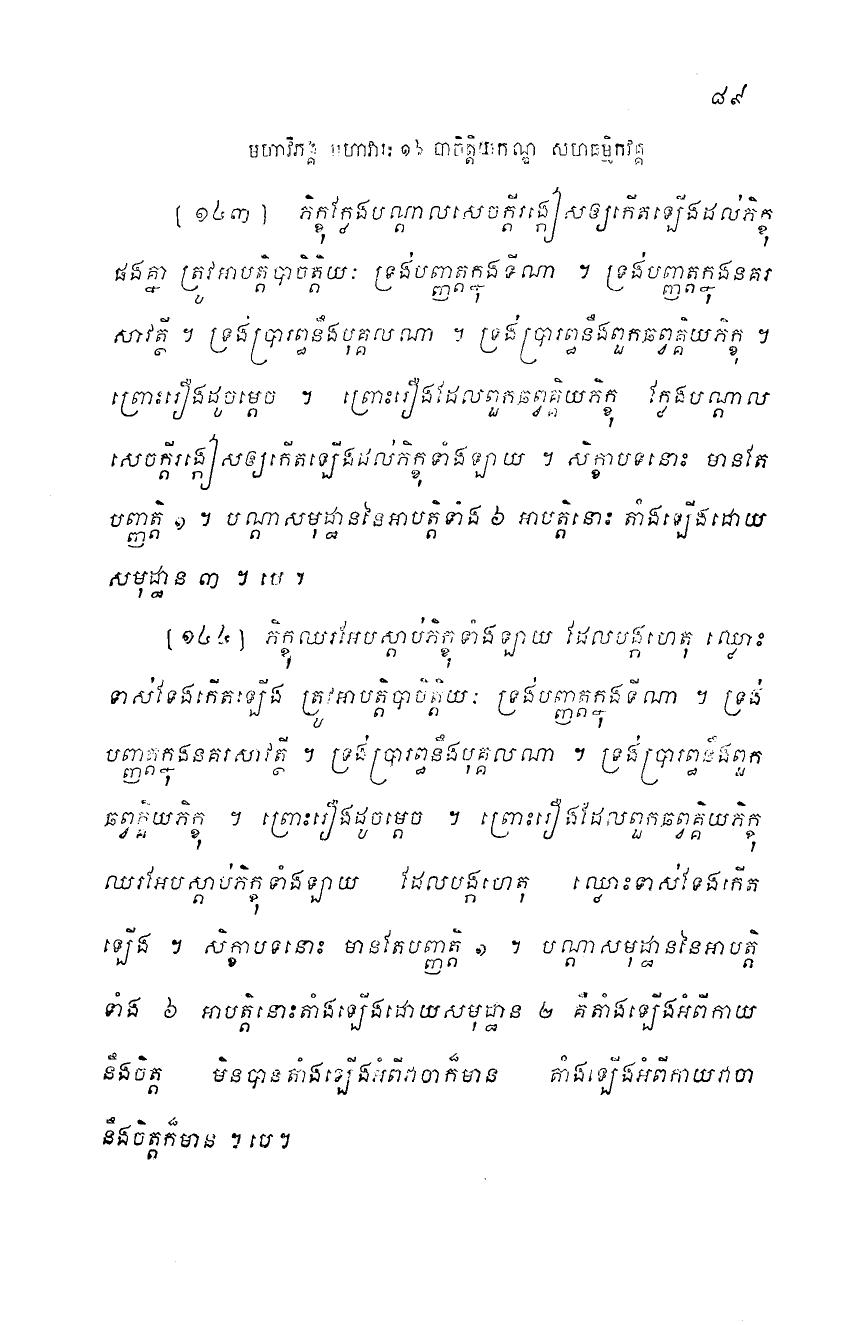 ៨៩
មហាវិភង្គ មហាវារៈ ១៦ បាចិត្តិយកណ្ឌ សហធម្មិកវគ្គ
[ ១៤៣ ] ភិក្ខុក្លែងបណ្ដាលសេចក្ដីរង្កៀសឲ្យកើតឡើងដល់ភិក្ខុ
ផងគ្នា ត្រូវអាបត្តិបាចិត្តិយៈ ទ្រង់បញ្ញត្តក្នុងទីណា ។ ទ្រង់បញ្ញត្តក្នុងនគរ
សាវត្ថី ។ ទ្រង់ប្រារព្ធនឹងបុគ្គលណា ។ ទ្រង់ប្រារព្ធនឹងពួកឆព្វគ្គិយភិក្ខុ ។
ព្រោះរឿងដូចម្ដេច ។ ព្រោះរឿងដែលពួកឆព្វគ្គិយភិក្ខុ ក្លែងបណ្ដាល
សេចក្ដីរង្កៀសឲ្យកើតឡើងដល់ភិក្ខុទាំងឡាយ ។ សិក្ខាបទនោះ មានតែ
បញ្ញត្តិ ១ ។ បណ្ដាសមុដ្ឋាននៃអាបត្តិទាំង ៦ អាបត្តិនោះ តាំងឡើងដោយ
សមុដ្ឋាន ៣ ។ បេ ។
[ ១៤៤ ] ភិក្ខុឈរអែបស្ដាប់ភិក្ខុទាំងឡាយ ដែលបង្កហេតុ ឈ្លោះ
ទាស់ទែងកើតឡើង ត្រូវអាបត្តិបាចិត្តិយៈ ទ្រង់បញ្ញត្តក្នុងទីណា ។ ទ្រង់
បញ្ញត្តក្នុងនគរសាវត្ថី ។ ទ្រង់ប្រារព្ធនឹងបុគ្គលណា ។ ទ្រង់ប្រារព្ធនឹងពួក
ឆព្វគ្គិយភិក្ខុ ។ ព្រោះរឿងដូចម្ដេច ។ ព្រោះរឿងដែលពួកឆព្វគ្គិយភិក្ខុ
ឈរអែបស្ដាប់ភិក្ខុទាំងឡាយ ដែលបង្កហេតុ ឈ្លោះទាស់ទែងកើត
ឡើង ។ សិក្ខាបទនោះ មានតែបញ្ញត្តិ ១ ។ បណ្ដាសមុដ្ឋាននៃអាបត្តិ
ទាំង ៦ អាបត្តិនោះតាំងឡើងដោយសមុដ្ឋាន ២ គឺតាំងឡើងអំពីកាយ
នឹងចិត្ត មិនបានតាំងឡើងអំពីវាចាក៏មាន តាំងឡើងអំពីកាយវាចា
នឹងចិត្តក៏មាន ។ បេ ។